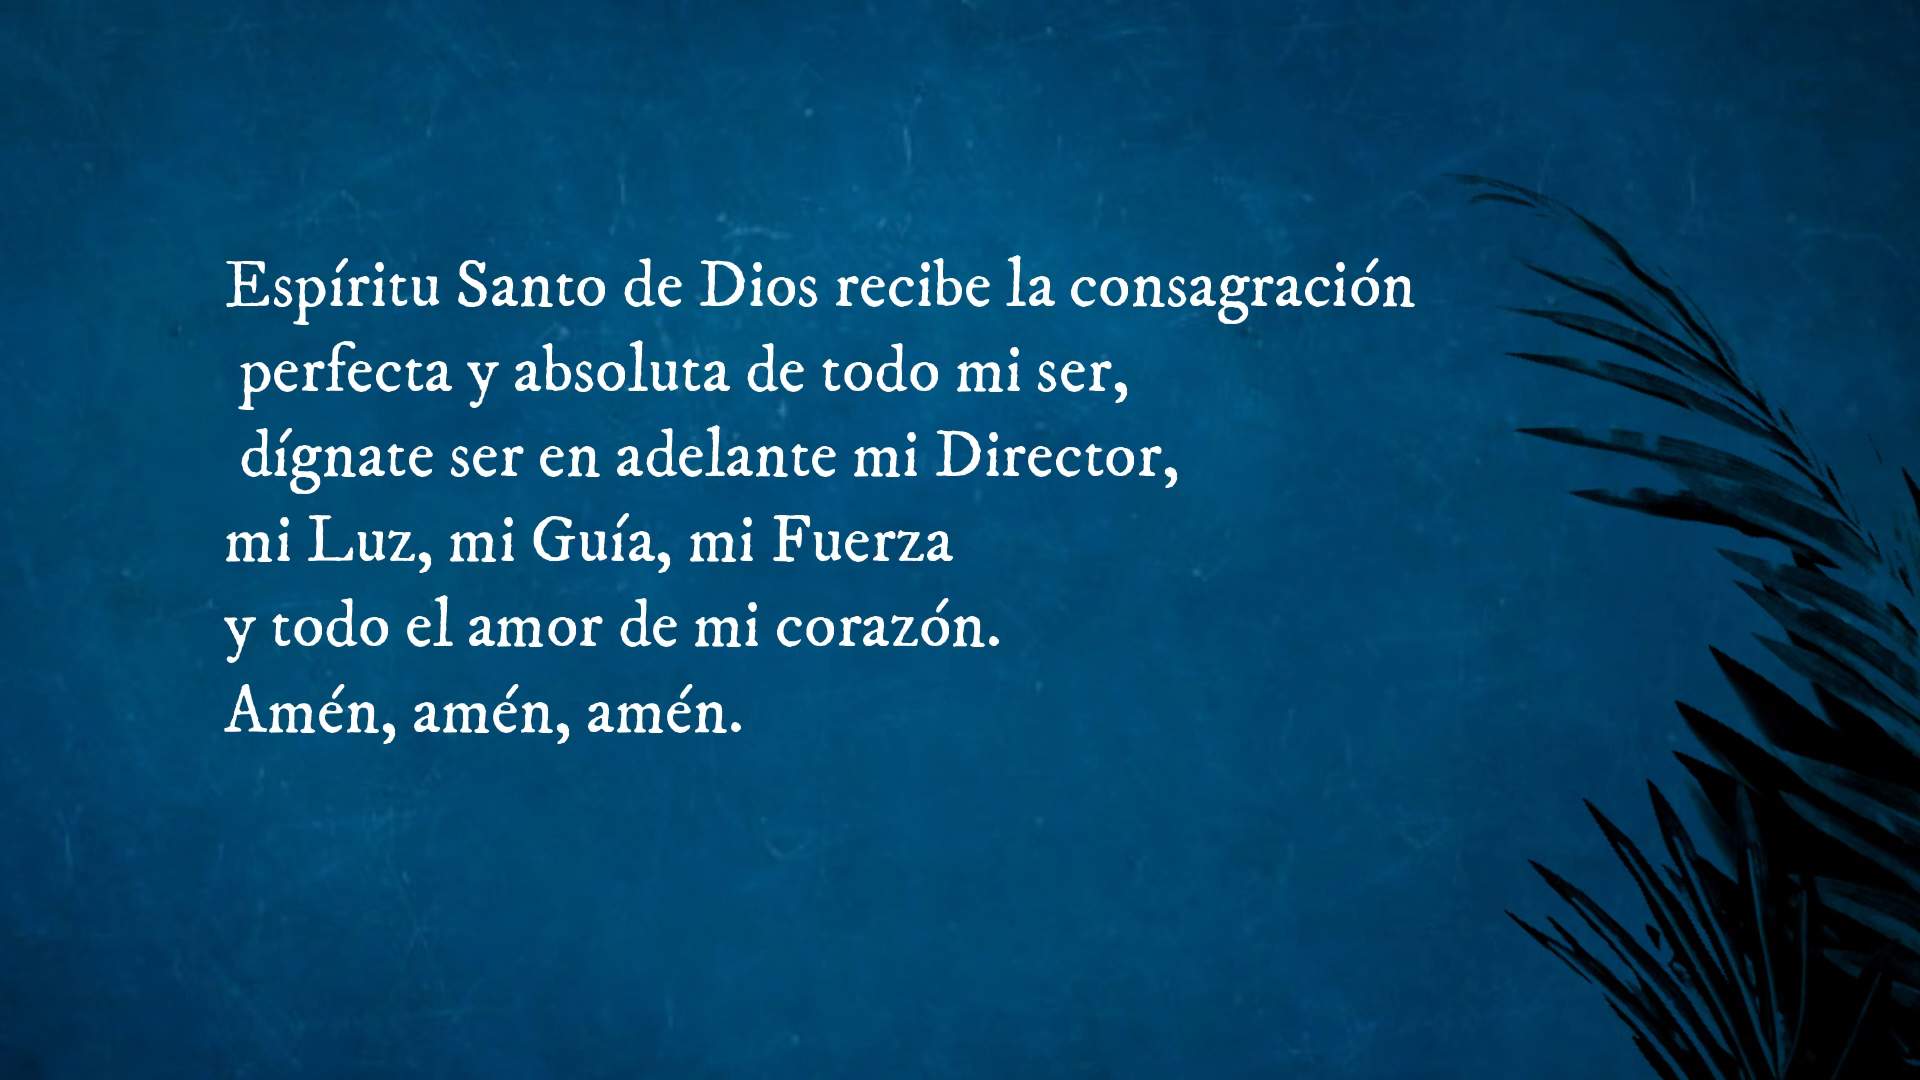 Espíritu Santo de Dios recibe la consagración
perfecta y absoluta de todo mi ser,
dígnate ser en adelante mi Director,
mi Luz, mi Guía, mi Fuerza
y todo el amor de mi corazón.
Amén, amén, amén.